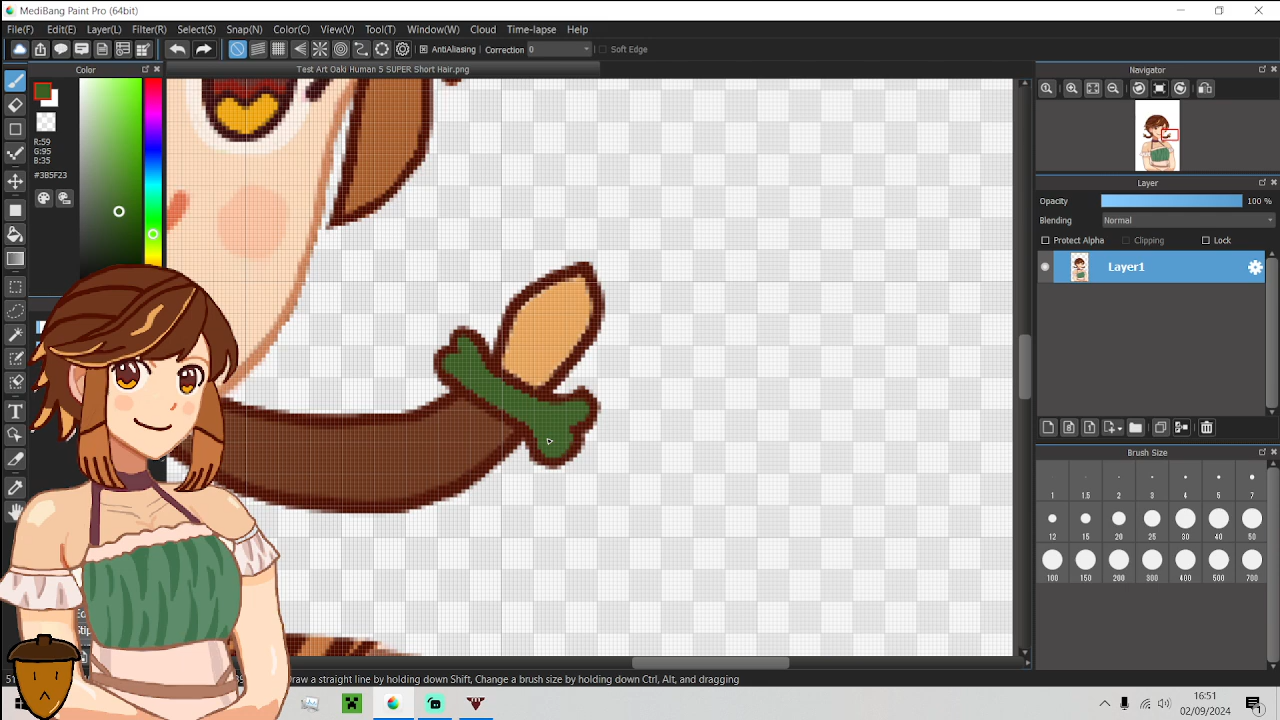 MediBang Paint Pro (64bit)
File(F) Edit(E) Layer(L) Filter(R) Select(S) Snap(N) Color(C) View(V) Tool(T) Window(W) Cloud Time-lapse Help
AntiAliasing Correction 0 Soft Edge
Color
Test Art Oaki Human 5 SUPER Short Hair.png
Navigator
R:59
G:95
B:35
#3B5F23
Layer
Opacity 100 %
Blending Normal
Protect Alpha Clipping Lock
Layer1
Brush Size
1 1.5 2 3 4 5 7
12 15 20 25 30 40 50
100 150 200 300 400 500 700
Draw a straight line by holding down Shift, Change a brush size by holding down Ctrl, Alt, and dragging
16:51
02/09/2024